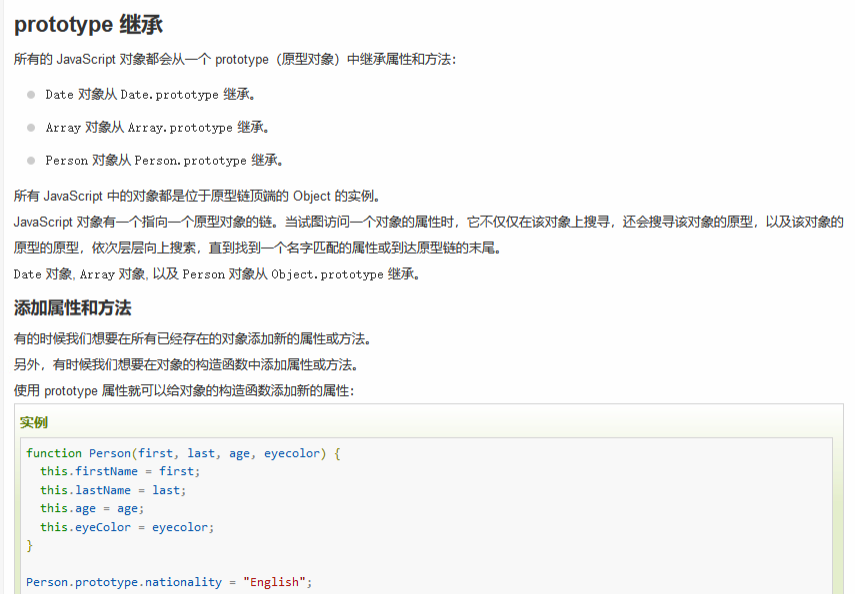 prototype 继承
所有的 JavaScript 对象都会从一个 prototype（原型对象）中继承属性和方法：
Date 对象从 Date.prototype 继承。
Array 对象从 Array.prototype 继承。
Person 对象从 Person.prototype 继承。
所有 JavaScript 中的对象都是位于原型链顶端的 Object 的实例。
JavaScript 对象有一个指向一个原型对象的链。当试图访问一个对象的属性时，它不仅仅在该对象上搜寻，还会搜寻该对象的原型，以及该对象的
原型的原型，依次层层向上搜索，直到找到一个名字匹配的属性或到达原型链的末尾。
Date 对象, Array 对象, 以及 Person 对象从 Object.prototype 继承。
添加属性和方法
有的时候我们想要在所有已经存在的对象添加新的属性或方法。
另外，有时候我们想要在对象的构造函数中添加属性或方法。
使用 prototype 属性就可以给对象的构造函数添加新的属性：
实例
function Person(first, last, age, eyecolor) {
  this.firstName = first;
  this.lastName = last;
  this.age = age;
  this.eyeColor = eyecolor;
}
Person.prototype.nationality = "English";